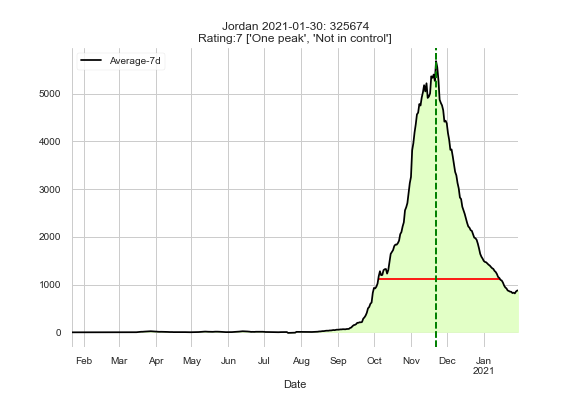 Jordan 2021-01-30: 325674
Rating:7 ['One peak', 'Not in control']
Average-7d
5000
4000
3000
2000
1000
0
Feb Mar Apr May Jun Jul Aug Sep Oct Nov Dec Jan
2021
Date